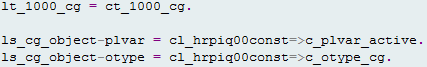 lt_1000_cg = ct_1000_cg.
ls_cg_object-plvar = cl_hrpiq00const=>c_plvar_active.
ls_cg_object-otype = cl_hrpiq00const=>c_otype_cg.